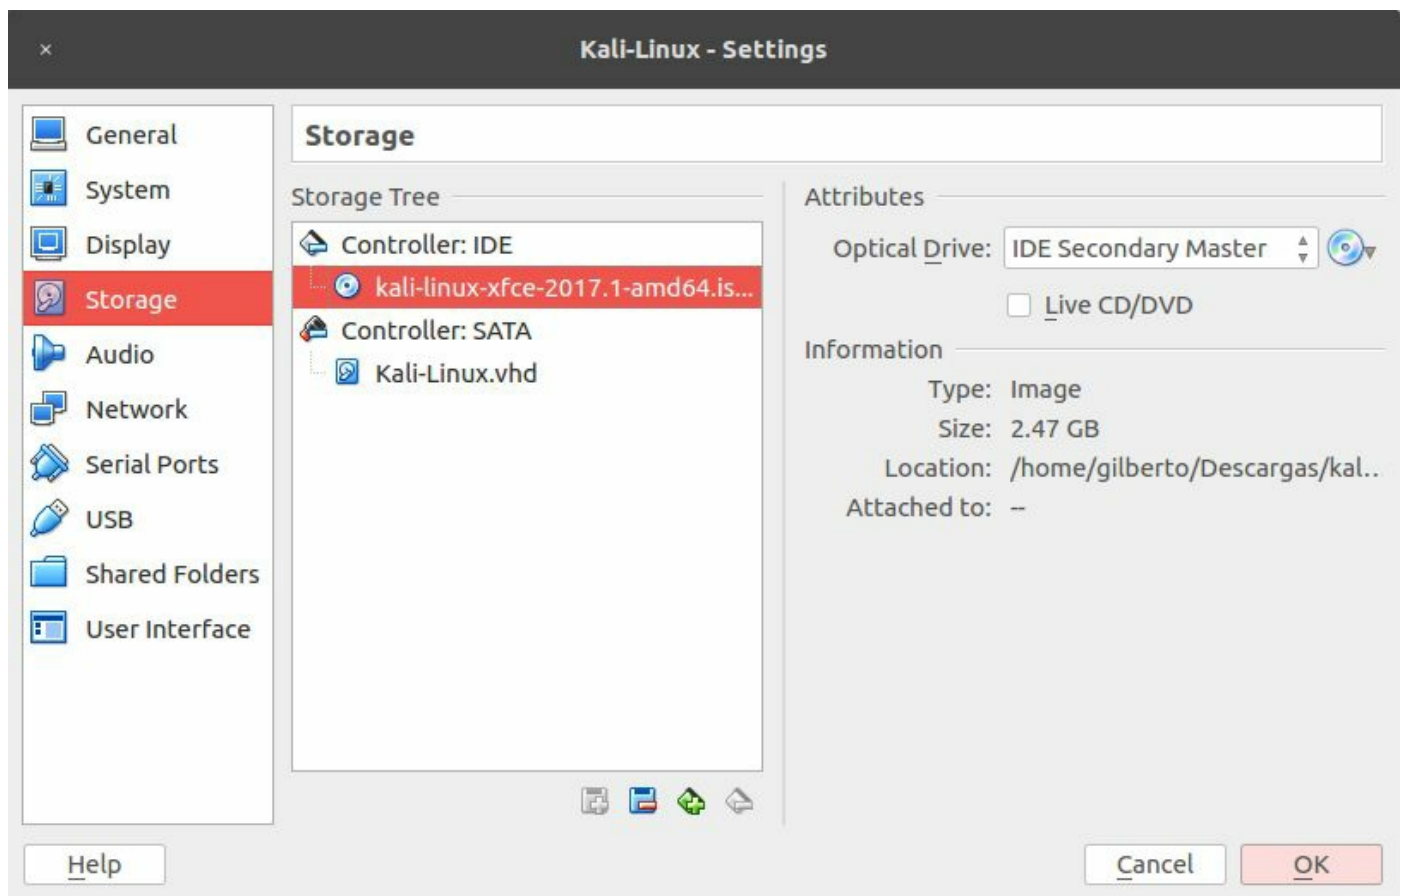 Kali-Linux - Settings
General
System
Display
Storage
Audio
Network
Serial Ports
USB
Shared Folders
User Interface
Storage
Storage Tree
Controller: IDE
kali-linux-xfce-2017.1-amd64.is...
Controller: SATA
Kali-Linux.vhd
Attributes
Optical Drive: IDE Secondary Master
Live CD/DVD
Information
Type: Image
Size: 2.47 GB
Location: /home/gilberto/Descargas/kal..
Attached to: --
Help
Cancel
OK